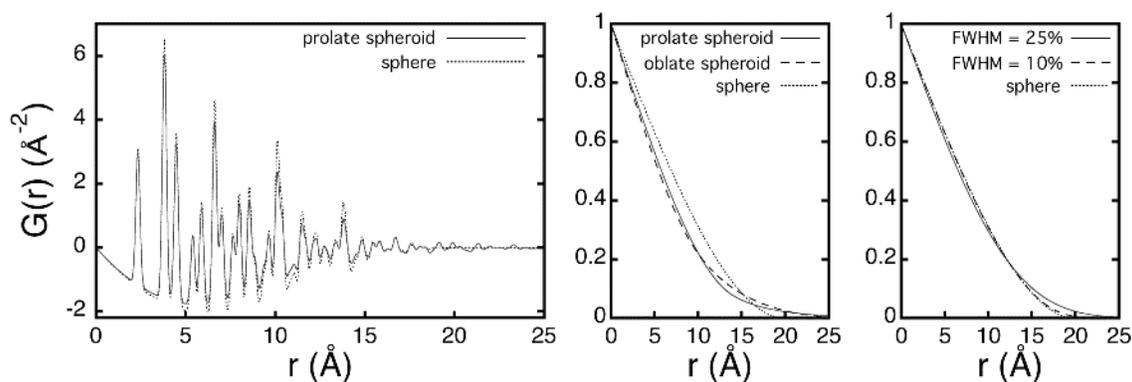 prolate spheroid
sphere
G(r) (Å⁻²)
6
4
2
0
-2
0 5 10 15 20 25
r (Å)
prolate spheroid
oblate spheroid
sphere
1
0.8
0.6
0.4
0.2
0
0 5 10 15 20 25
r (Å)
FWHM = 25%
FWHM = 10%
sphere
1
0.8
0.6
0.4
0.2
0
0 5 10 15 20 25
r (Å)